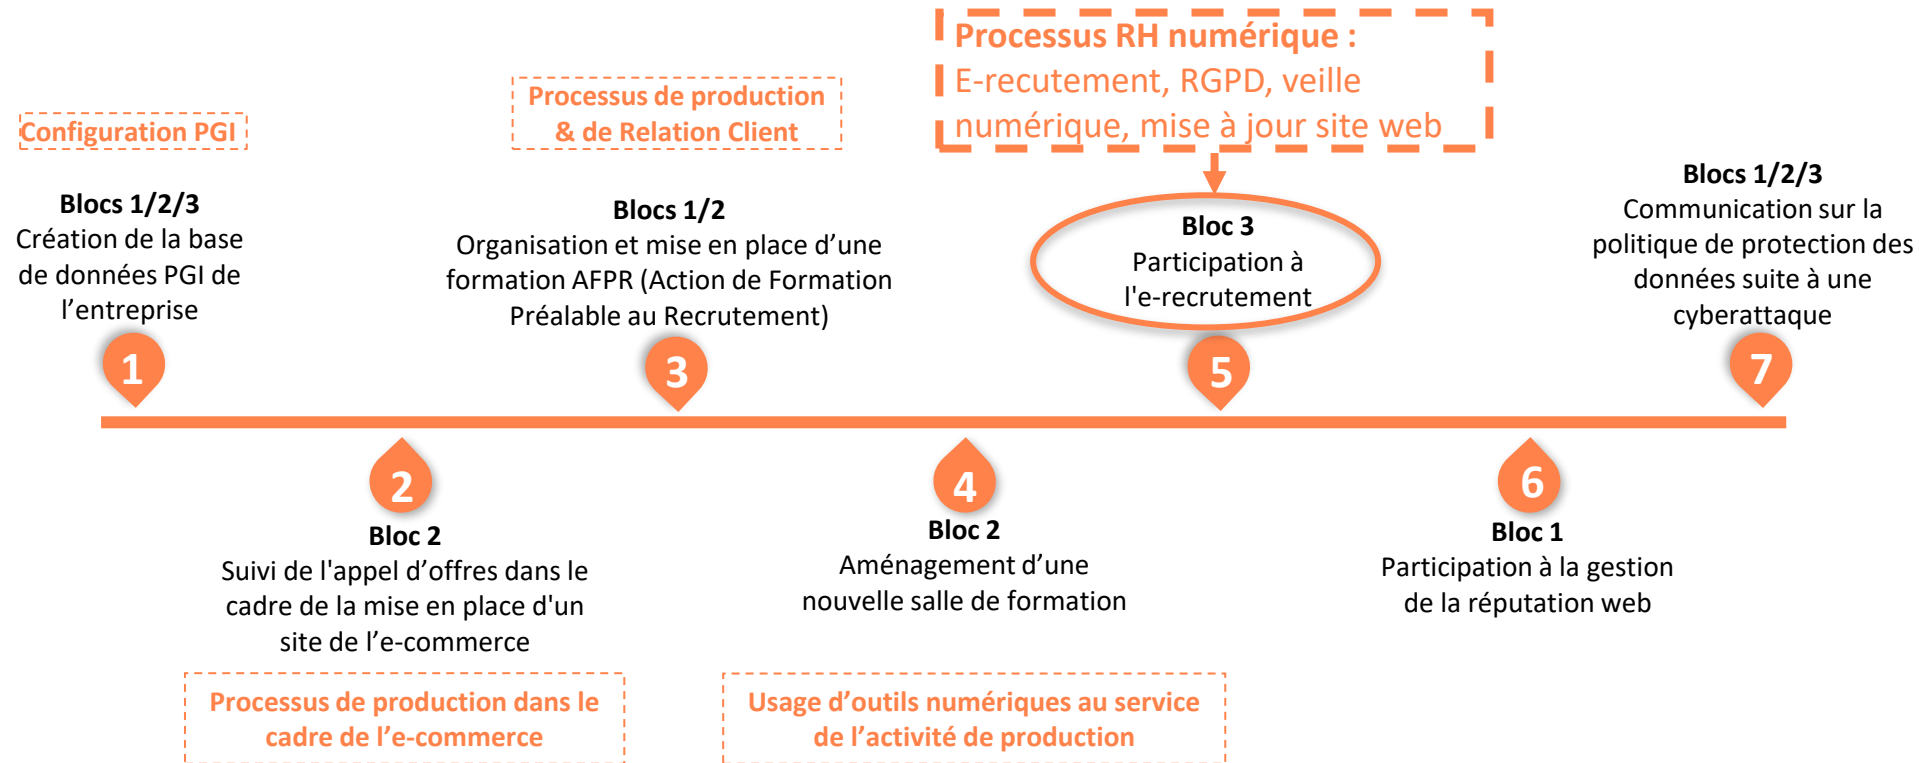 Configuration PGI
Blocs 1/2/3
Création de la base
de données PGI de
l’entreprise
1
2
Bloc 2
Suivi de l'appel d’offres dans le
cadre de la mise en place d'un
site de l’e-commerce
Processus de production dans le
cadre de l’e-commerce
Processus de production
& de Relation Client
Blocs 1/2
Organisation et mise en place d’une
formation AFPR (Action de Formation
Préalable au Recrutement)
3
4
Bloc 2
Aménagement d’une
nouvelle salle de formation
Usage d’outils numériques au service
de l’activité de production
Processus RH numérique :
E-recutement, RGPD, veille
numérique, mise à jour site web
Bloc 3
Participation à
l'e-recrutement
5
6
Bloc 1
Participation à la gestion
de la réputation web
Blocs 1/2/3
Communication sur la
politique de protection des
données suite à une
cyberattaque
7